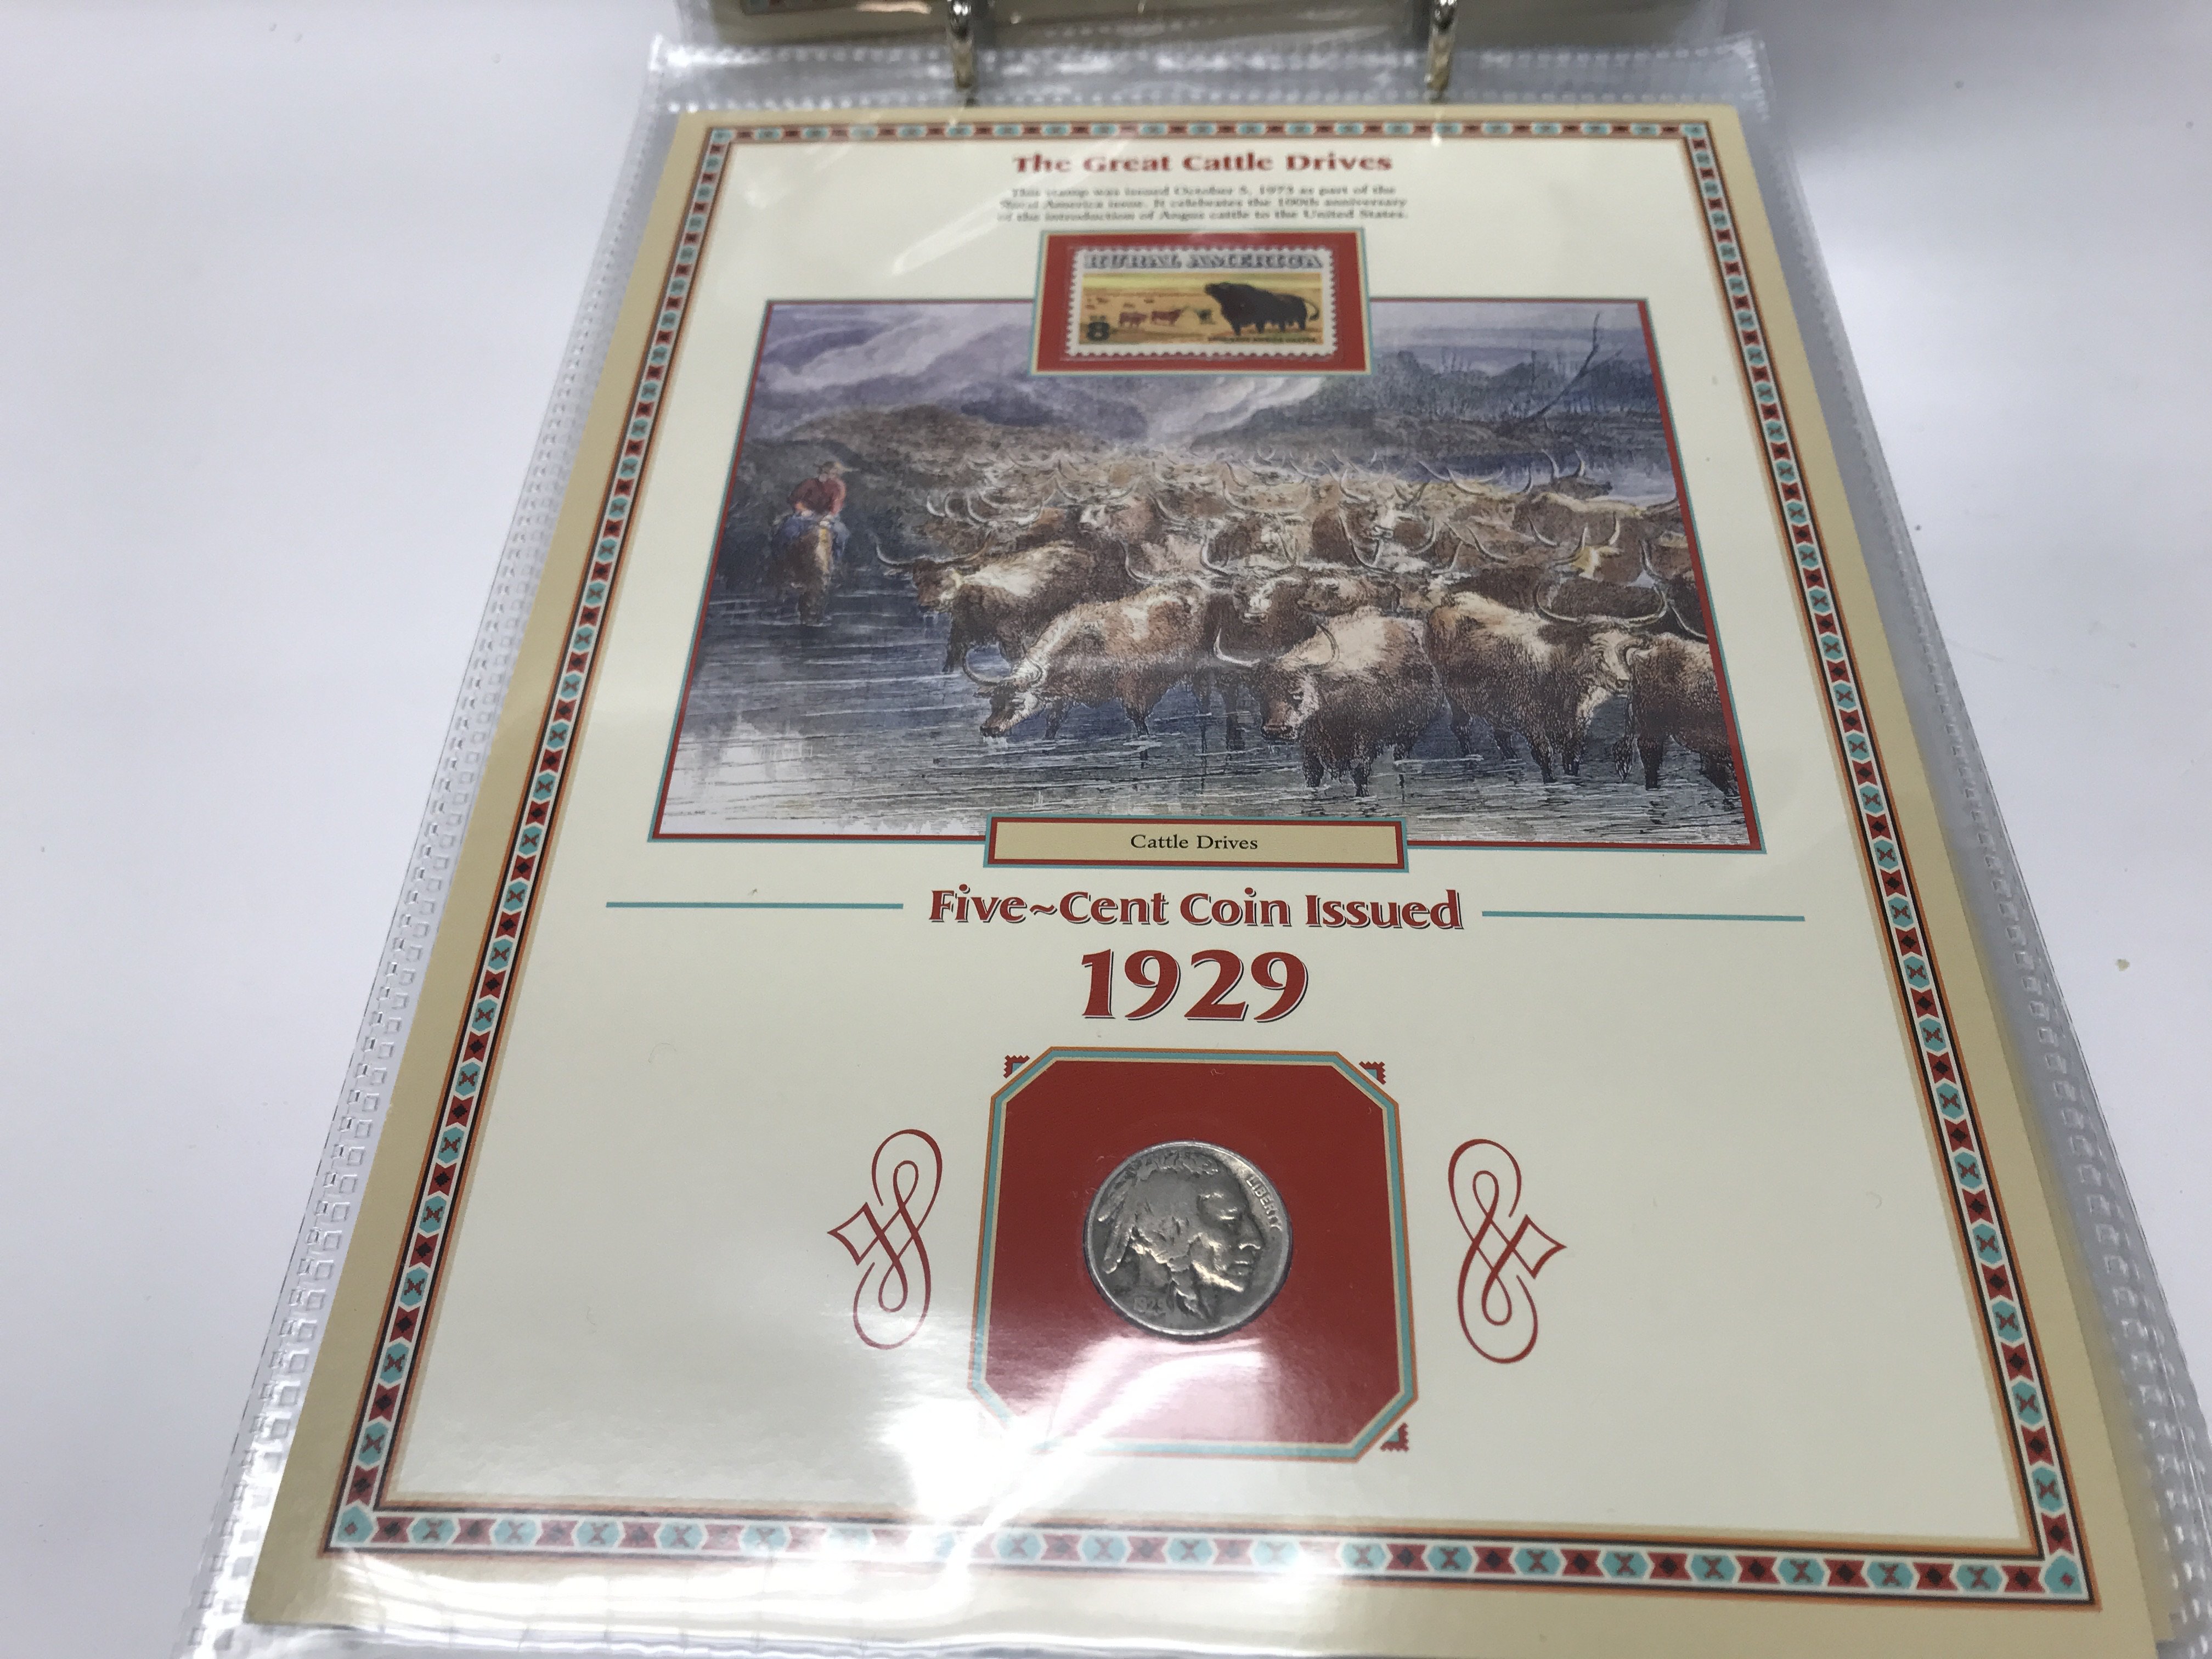 The Great Cattle Drives
This stamp was issued October 5, 1973 as part of the
Rural America issue. It celebrates the 100th anniversary
of the introduction of Angus cattle to the United States.
RURAL AMERICA
8
Cattle Drives
Five~Cent Coin Issued
1929
LIBERTY
1929